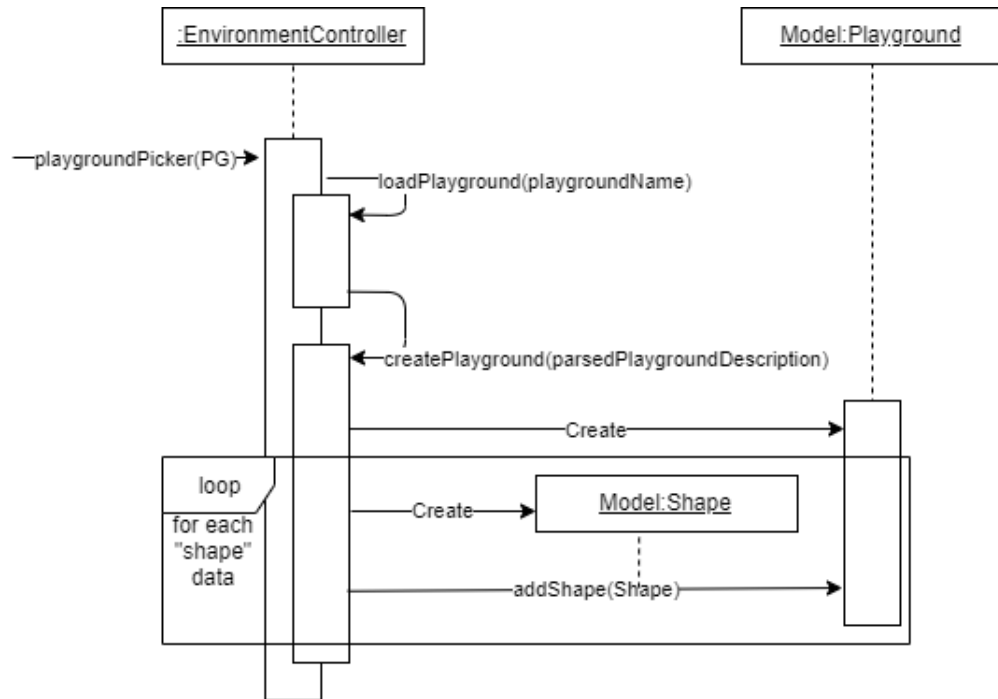 :EnvironmentController
Model:Playground
playgroundPicker(PG)
loadPlayground(playgroundName)
createPlayground(parsedPlaygroundDescription)
Create
loop
for each
"shape"
data
Create
Model:Shape
addShape(Shape)